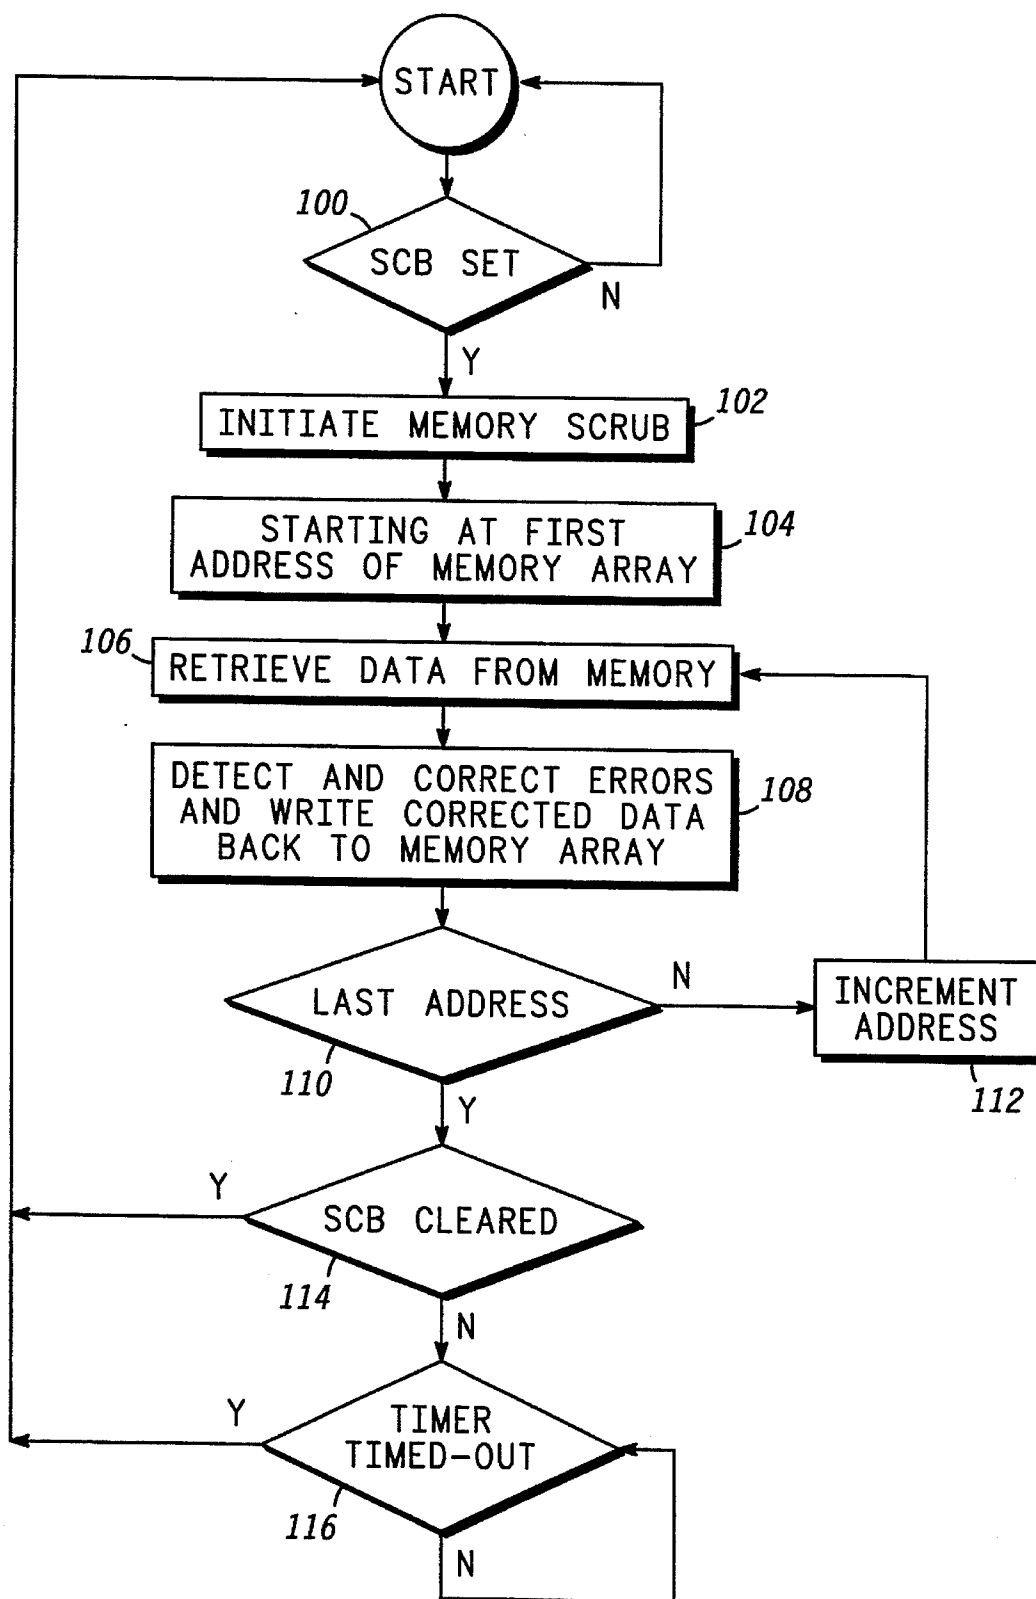 START
100
SCB SET
N
Y
INITIATE MEMORY SCRUB
102
STARTING AT FIRST
ADDRESS OF MEMORY ARRAY
104
106
RETRIEVE DATA FROM MEMORY
DETECT AND CORRECT ERRORS
AND WRITE CORRECTED DATA
BACK TO MEMORY ARRAY
108
LAST ADDRESS
N
INCREMENT
ADDRESS
110
112
Y
Y
SCB CLEARED
114
N
Y
TIMER
TIMED-OUT
116
N